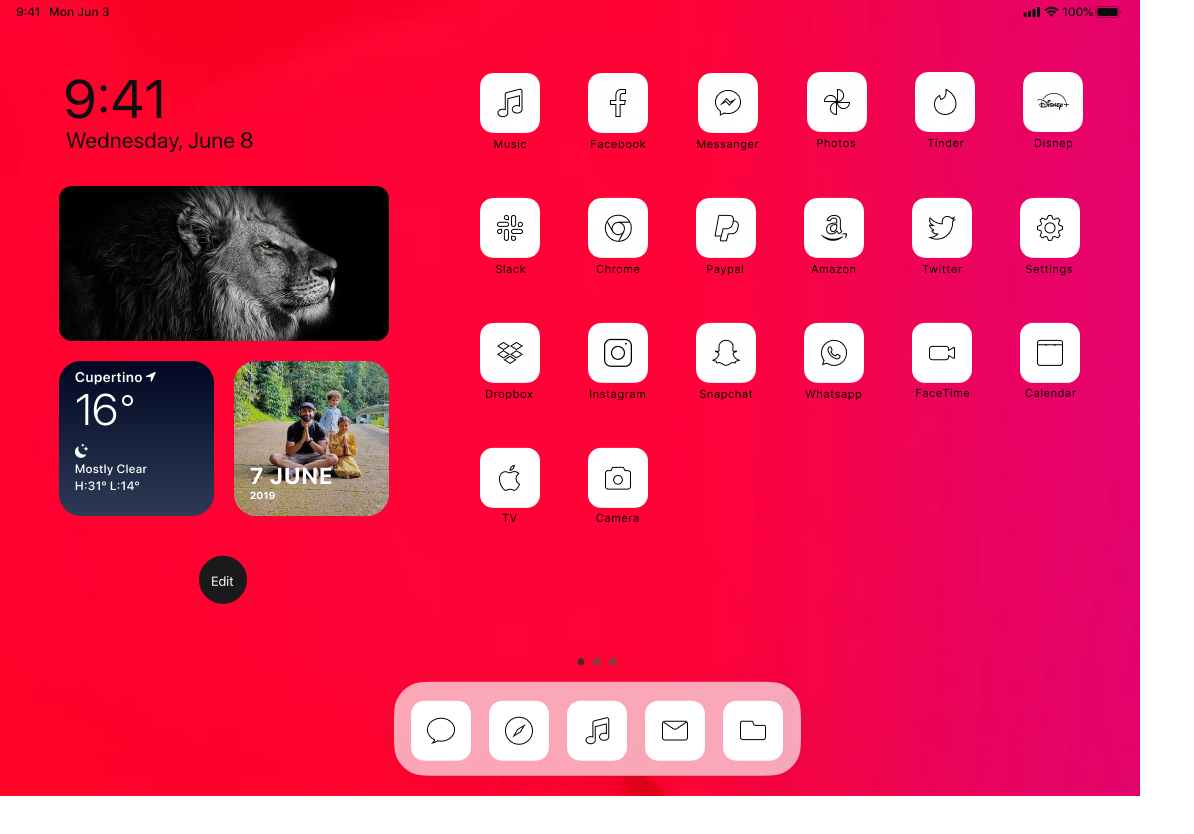 9:41 Mon Jun 3
100%
9:41
Wednesday, June 8
Cupertino
16°
Mostly Clear
H:31° L:14°
7 JUNE
2019
Edit
Music
Facebook
Messanger
Photos
Tinder
Disney+
Disnep
Slack
Chrome
Paypal
Amazon
Twitter
Settings
Dropbox
Instagram
Snapchat
Whatsapp
FaceTime
Calendar
TV
Camera